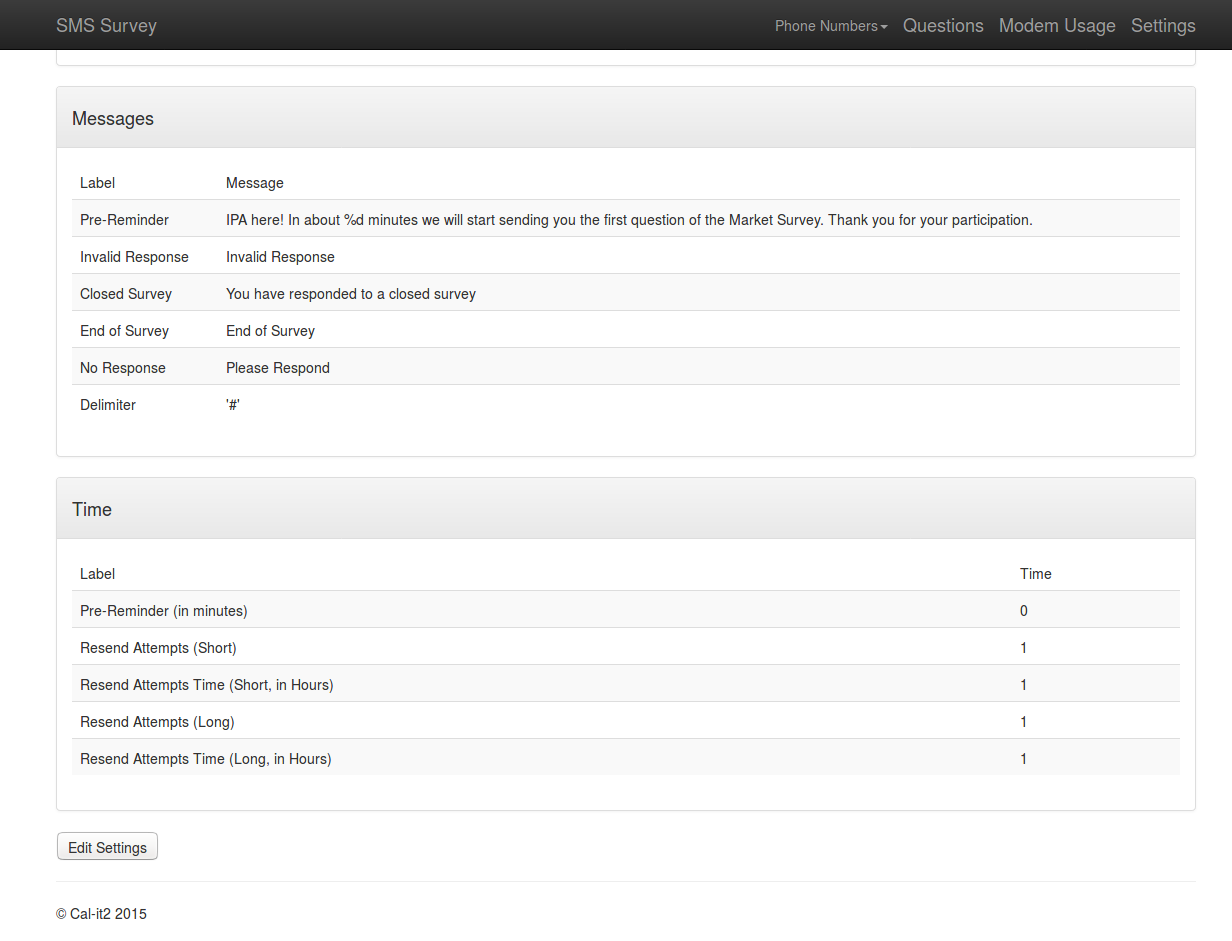 SMS Survey Phone Numbers Questions Modem Usage Settings
Messages
Label Message
Pre-Reminder IPA here! In about %d minutes we will start sending you the first question of the Market Survey. Thank you for your participation.
Invalid Response Invalid Response
Closed Survey You have responded to a closed survey
End of Survey End of Survey
No Response Please Respond
Delimiter '#'
Time
Label Time
Pre-Reminder (in minutes) 0
Resend Attempts (Short) 1
Resend Attempts Time (Short, in Hours) 1
Resend Attempts (Long) 1
Resend Attempts Time (Long, in Hours) 1
Edit Settings
© Cal-it2 2015